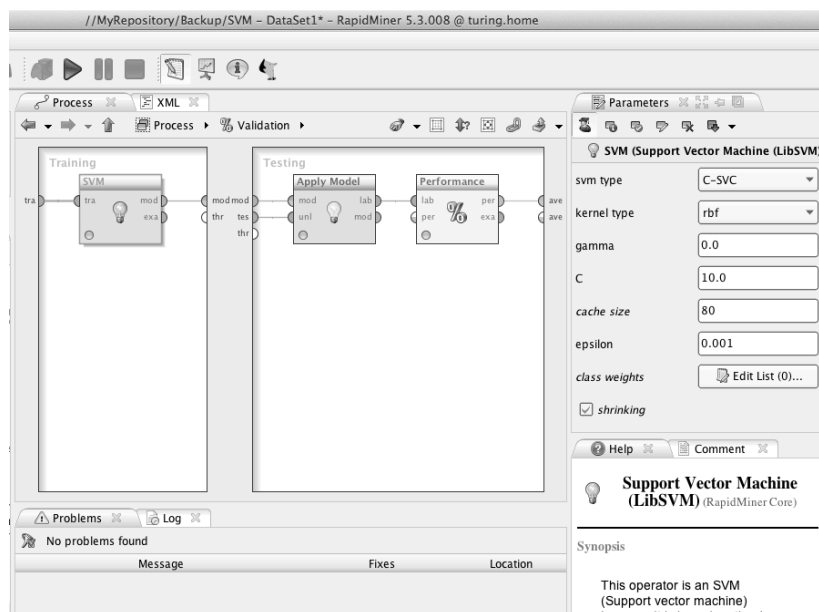 //MyRepository/Backup/SVM – DataSet1* – RapidMiner 5.3.008 @ turing.home
Process
XML
Process
Validation
Training
SVM
tra
tra
mod
exa
mod
thr
Testing
mod
tes
thr
Apply Model
mod
unl
lab
mod
Performance
lab
per
per
exa
ave
ave
Parameters
SVM (Support Vector Machine (LibSVM)
svm type
C-SVC
kernel type
rbf
gamma
0.0
C
10.0
cache size
80
epsilon
0.001
class weights
Edit List (0)...
shrinking
Help
Comment
Support Vector Machine
(LibSVM) (RapidMiner Core)
Synopsis
This operator is an SVM
(Support vector machine)
Problems
Log
No problems found
Message Fixes Location